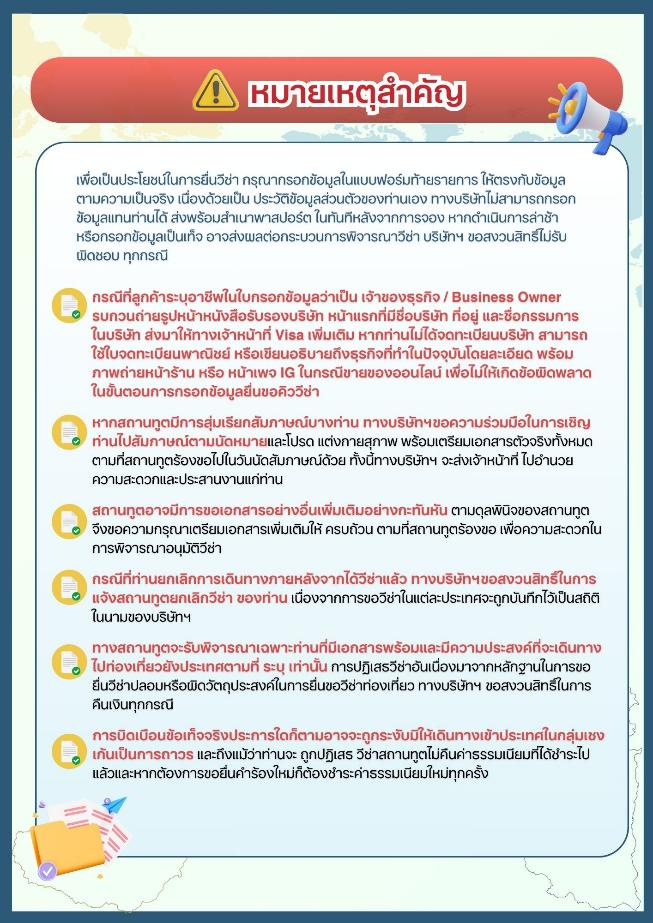 หมายเหตุสำคัญ
เพื่อเป็นประโยชน์ในการยื่นวีซ่า กรุณากรอกข้อมูลในแบบฟอร์มท้ายรายการ ให้ตรงกับข้อมูล
ตามความเป็นจริง เนื่องด้วยเป็น ประวัติข้อมูลส่วนตัวของท่านเอง ทางบริษัทไม่สามารถกรอก
ข้อมูลแทนท่านได้ ส่งพร้อมสำเนาพาสปอร์ต ในทันทีหลังจากการจอง หากดำเนินการล่าช้า
หรือกรอกข้อมูลเป็นเท็จ อาจส่งผลต่อกระบวนการพิจารณาวีซ่า บริษัทฯ ขอสงวนสิทธิ์ไม่รับ
ผิดชอบ ทุกกรณี
กรณีที่ลูกค้าระบุอาชีพในใบกรอกข้อมูลว่าเป็น เจ้าของธุรกิจ / Business Owner
รบกวนถ่ายรูปหน้าหนังสือรับรองบริษัท หน้าแรกที่มีชื่อบริษัท ที่อยู่ และชื่อกรรมการ
ในบริษัท ส่งมาให้ทางเจ้าหน้าที่ Visa เพิ่มเติม หากท่านไม่ได้จดทะเบียนบริษัท สามารถ
ใช้ใบจดทะเบียนพาณิชย์ หรือเขียนอธิบายถึงธุรกิจที่ทำในปัจจุบันโดยละเอียด พร้อม
ภาพถ่ายหน้าร้าน หรือ หน้าเพจ IG ในกรณีขายของออนไลน์ เพื่อไม่ให้เกิดข้อผิดพลาด
ในขั้นตอนการกรอกข้อมูลยื่นขอคิววีซ่า
หากสถานทูตมีการสุ่มเรียกสัมภาษณ์บางท่าน ทางบริษัทฯขอความร่วมมือในการเชิญ
ท่านไปสัมภาษณ์ตามนัดหมายและโปรด แต่งกายสุภาพ พร้อมเตรียมเอกสารตัวจริงทั้งหมด
ตามที่สถานทูตร้องขอไปในวันนัดสัมภาษณ์ด้วย ทั้งนี้ทางบริษัทฯ จะส่งเจ้าหน้าที่ ไปอำนวย
ความสะดวกและประสานงานแก่ท่าน
สถานทูตอาจมีการขอเอกสารอย่างอื่นเพิ่มเติมอย่างกะทันหัน ตามดุลพินิจของสถานทูต
จึงขอความกรุณาเตรียมเอกสารเพิ่มเติมให้ ครบถ้วน ตามที่สถานทูตร้องขอ เพื่อความสะดวกใน
การพิจารณาอนุมัติวีซ่า
กรณีที่ท่านยกเลิกการเดินทางภายหลังจากได้วีซ่าแล้ว ทางบริษัทฯขอสงวนสิทธิ์ในการ
แจ้งสถานทูตยกเลิกวีซ่า ของท่าน เนื่องจากการขอวีซ่าในแต่ละประเทศจะถูกบันทึกไว้เป็นสถิติ
ในนามของบริษัทฯ
ทางสถานทูตจะรับพิจารณาเฉพาะท่านที่มีเอกสารพร้อมและมีความประสงค์ที่จะเดินทาง
ไปท่องเที่ยวยังประเทศตามที่ ระบุ เท่านั้น การปฏิเสธวีซ่าอันเนื่องมาจากหลักฐานในการขอ
ยื่นวีซ่าปลอมหรือผิดวัตถุประสงค์ในการยื่นขอวีซ่าท่องเที่ยว ทางบริษัทฯ ขอสงวนสิทธิ์ในการ
คืนเงินทุกกรณี
การบิดเบือนข้อเท็จจริงประการใดก็ตามอาจจะถูกระงับมิให้เดินทางเข้าประเทศในกลุ่มเชง
เก้นเป็นการถาวร และถึงแม้ว่าท่านจะ ถูกปฏิเสธ วีซ่าสถานทูตไม่คืนค่าธรรมเนียมที่ได้ชำระไป
แล้วและหากต้องการขอยื่นคำร้องใหม่ก็ต้องชำระค่าธรรมเนียมใหม่ทุกครั้ง